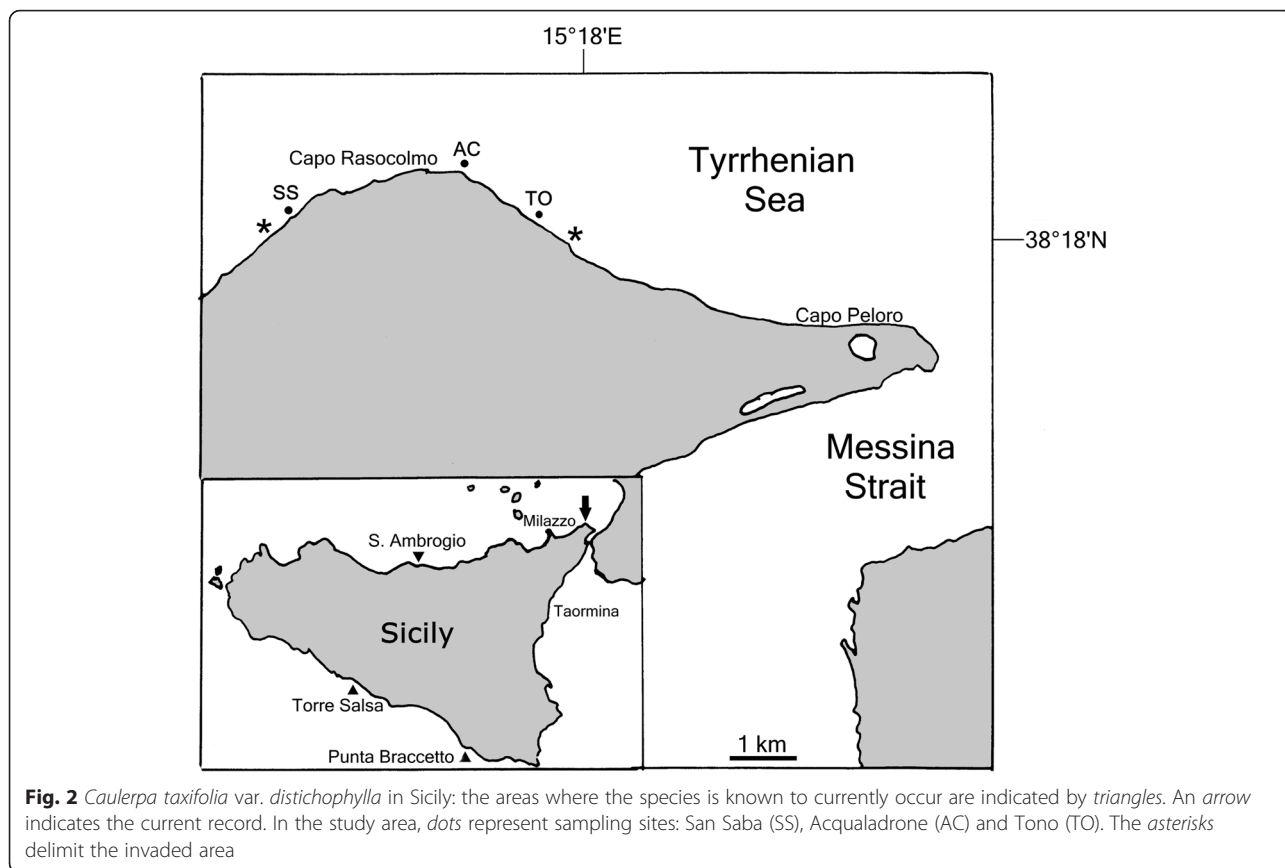 15°18'E
Capo Rasocolmo
AC
Tyrrhenian
Sea
SS
TO
*
*
38°18'N
Capo Peloro
Messina
Strait
Milazzo
S. Ambrogio
Taormina
Sicily
Torre Salsa
Punta Braccetto
1 km
Fig. 2 Caulerpa taxifolia var. distichophylla in Sicily: the areas where the species is known to currently occur are indicated by triangles. An arrow
indicates the current record. In the study area, dots represent sampling sites: San Saba (SS), Acqualadrone (AC) and Tono (TO). The asterisks
delimit the invaded area